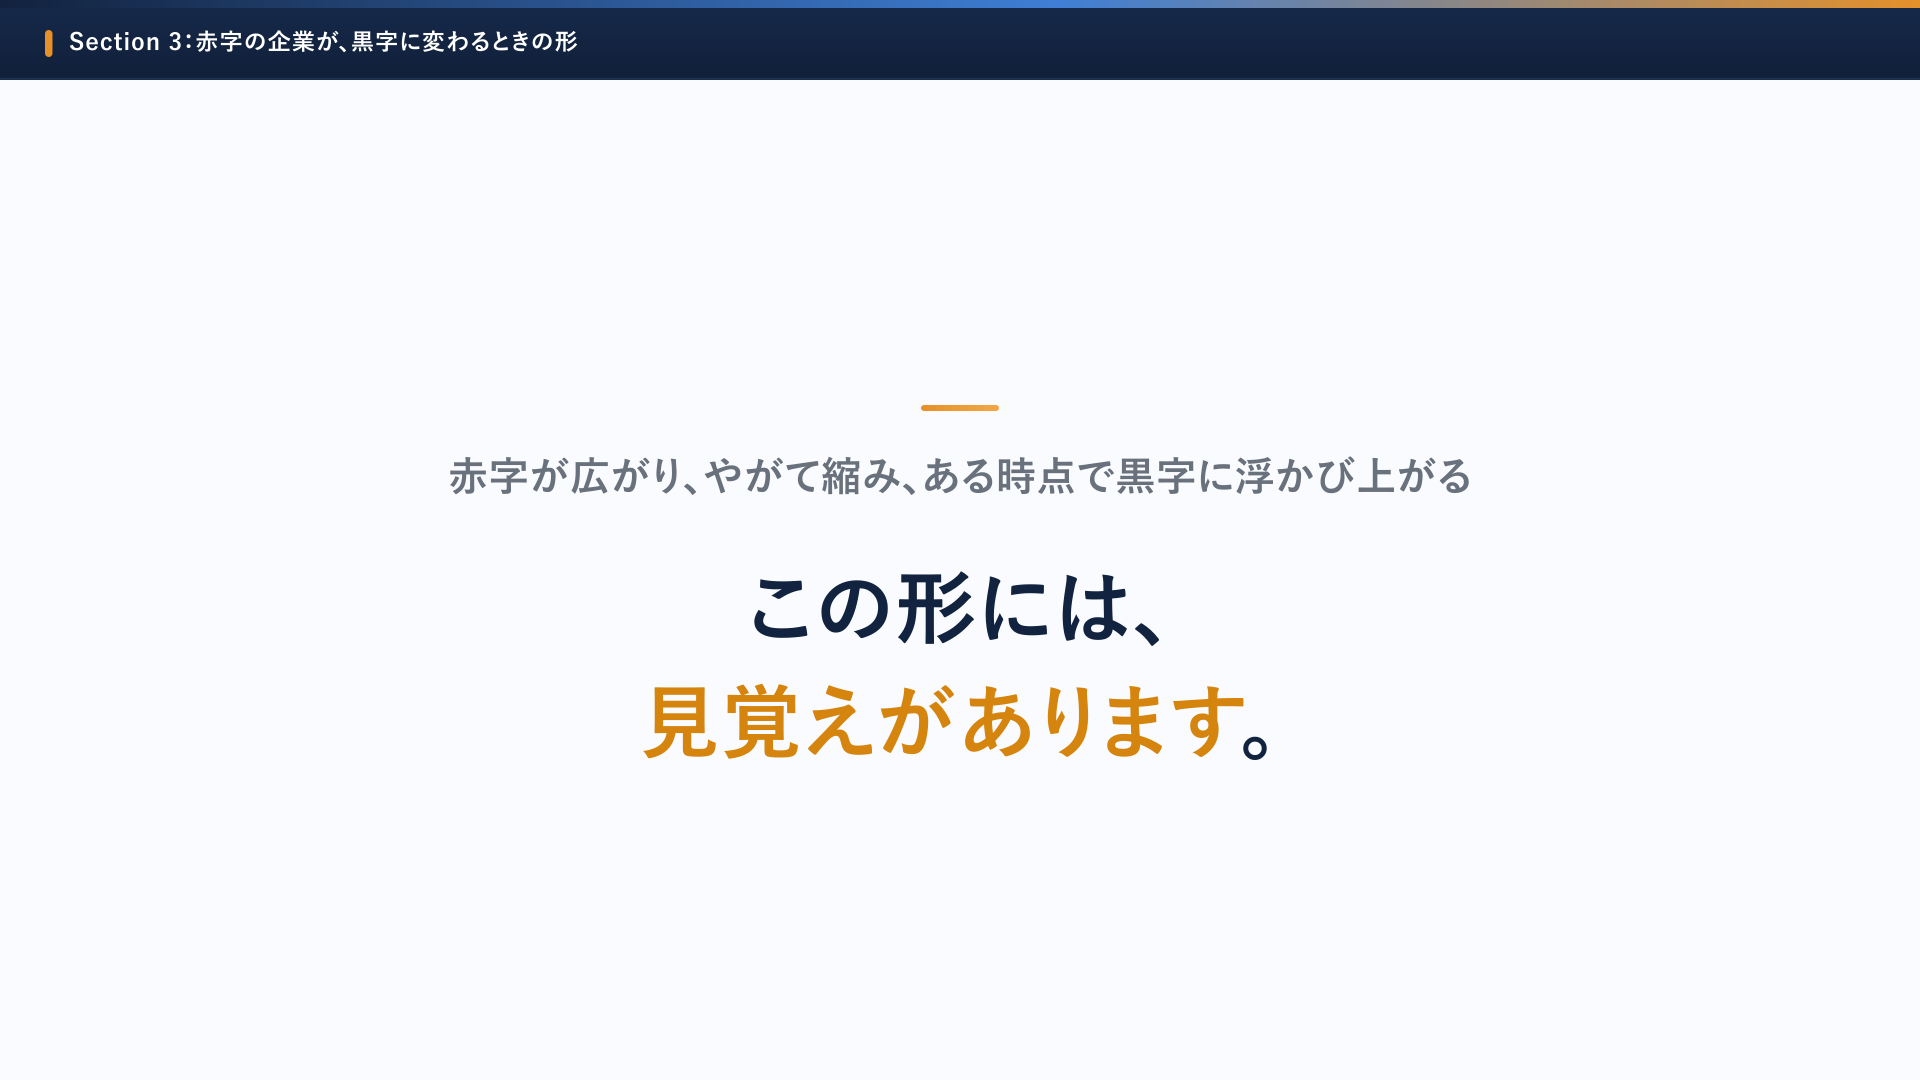 Section 3：赤字の企業が、黒字に変わるときの形
赤字が広がり、やがて縮み、ある時点で黒字に浮かび上がる
この形には、
見覚えがあります。